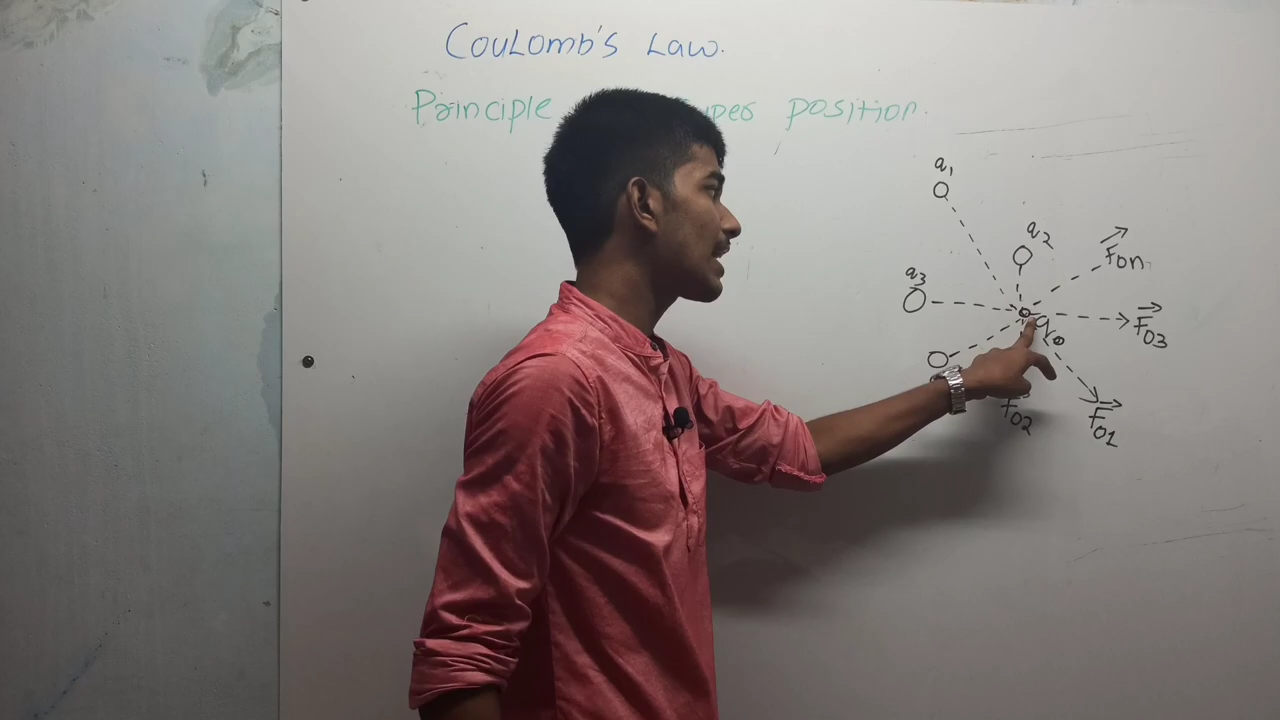 Coulomb's Law.
Principle position.
q1
q2
F0n
q3
q0
F03
F02
F01